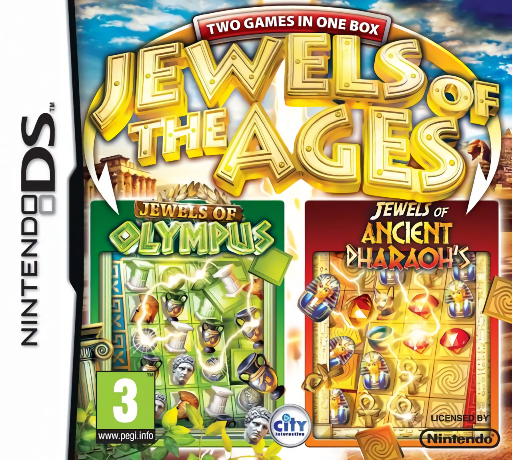 TWO GAMES IN ONE BOX
JEWELS OF
THE AGES
NINTENDO DS™
JEWELS OF
OLYMPUS
JEWELS OF
ANCIENT
PHARAOH'S
3
www.pegi.info
CITY
interactive
LICENSED BY
Nintendo